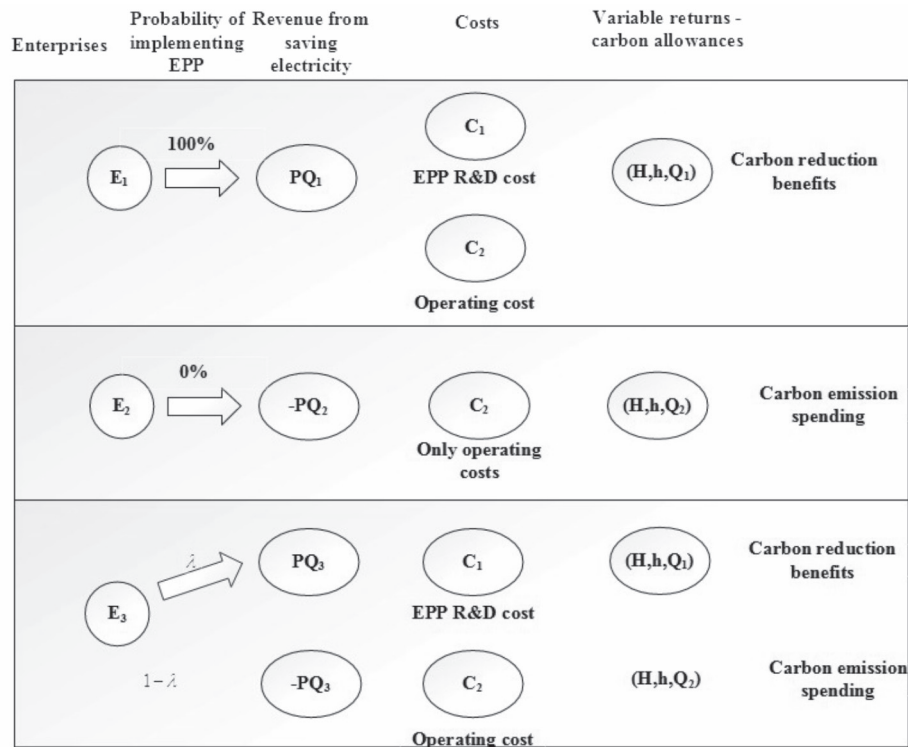 Enterprises
Probability of
implementing
EPP
Revenue from
saving
electricity
Costs
Variable returns -
carbon allowances
E₁
100%
PQ₁
C₁
EPP R&D cost
C₂
Operating cost
(H,h,Q₁)
Carbon reduction
benefits
E₂
0%
-PQ₂
C₂
Only operating
costs
(H,h,Q₂)
Carbon emission
spending
E₃
λ
PQ₃
C₁
EPP R&D cost
(H,h,Q₁)
Carbon reduction
benefits
1-λ
-PQ₃
C₂
Operating cost
(H,h,Q₂)
Carbon emission
spending